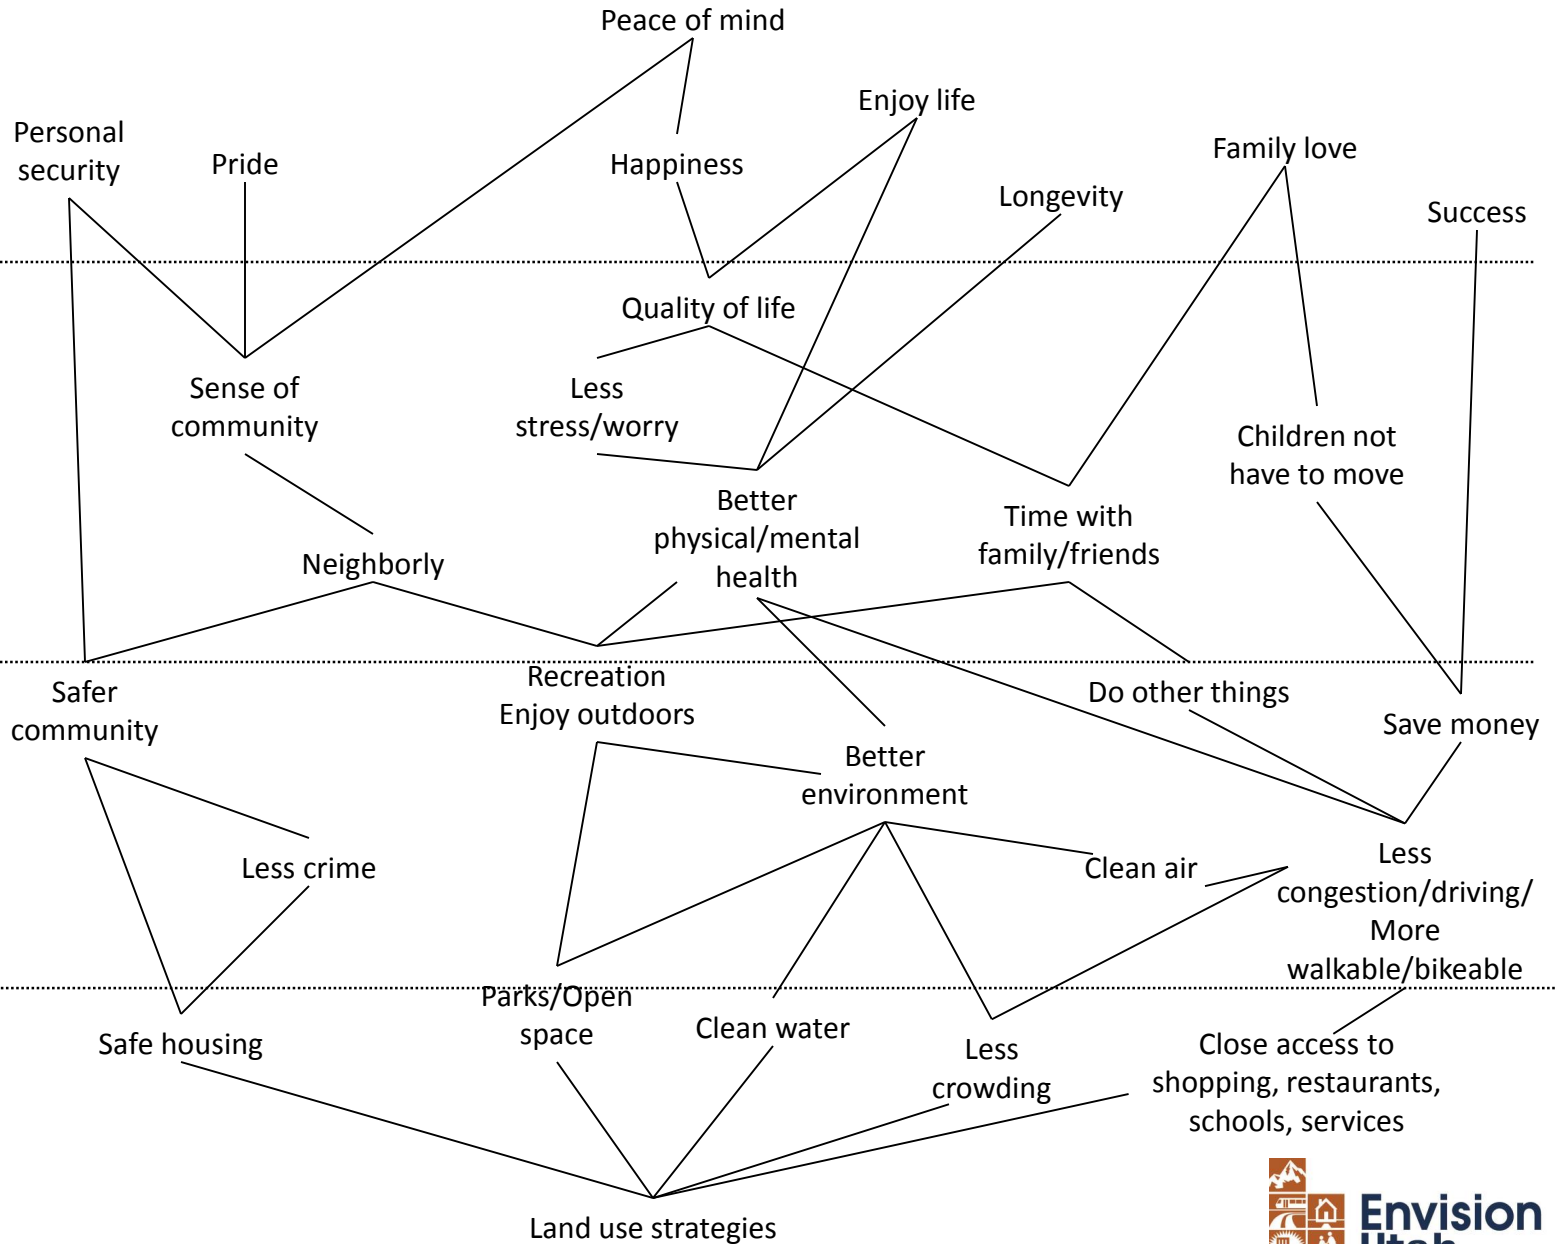 Peace of mind
Enjoy life
Personal
security
Pride
Happiness
Family love
Longevity
Success
Quality of life
Sense of
community
Less
stress/worry
Children not
have to move
Better
physical/mental
health
Time with
family/friends
Neighborly
Safer
community
Recreation
Enjoy outdoors
Do other things
Save money
Better
environment
Less crime
Clean air
Less
congestion/driving/
More
walkable/bikeable
Parks/Open
space
Clean water
Safe housing
Less
crowding
Close access to
shopping, restaurants,
schools, services
Land use strategies
Envision
Utah